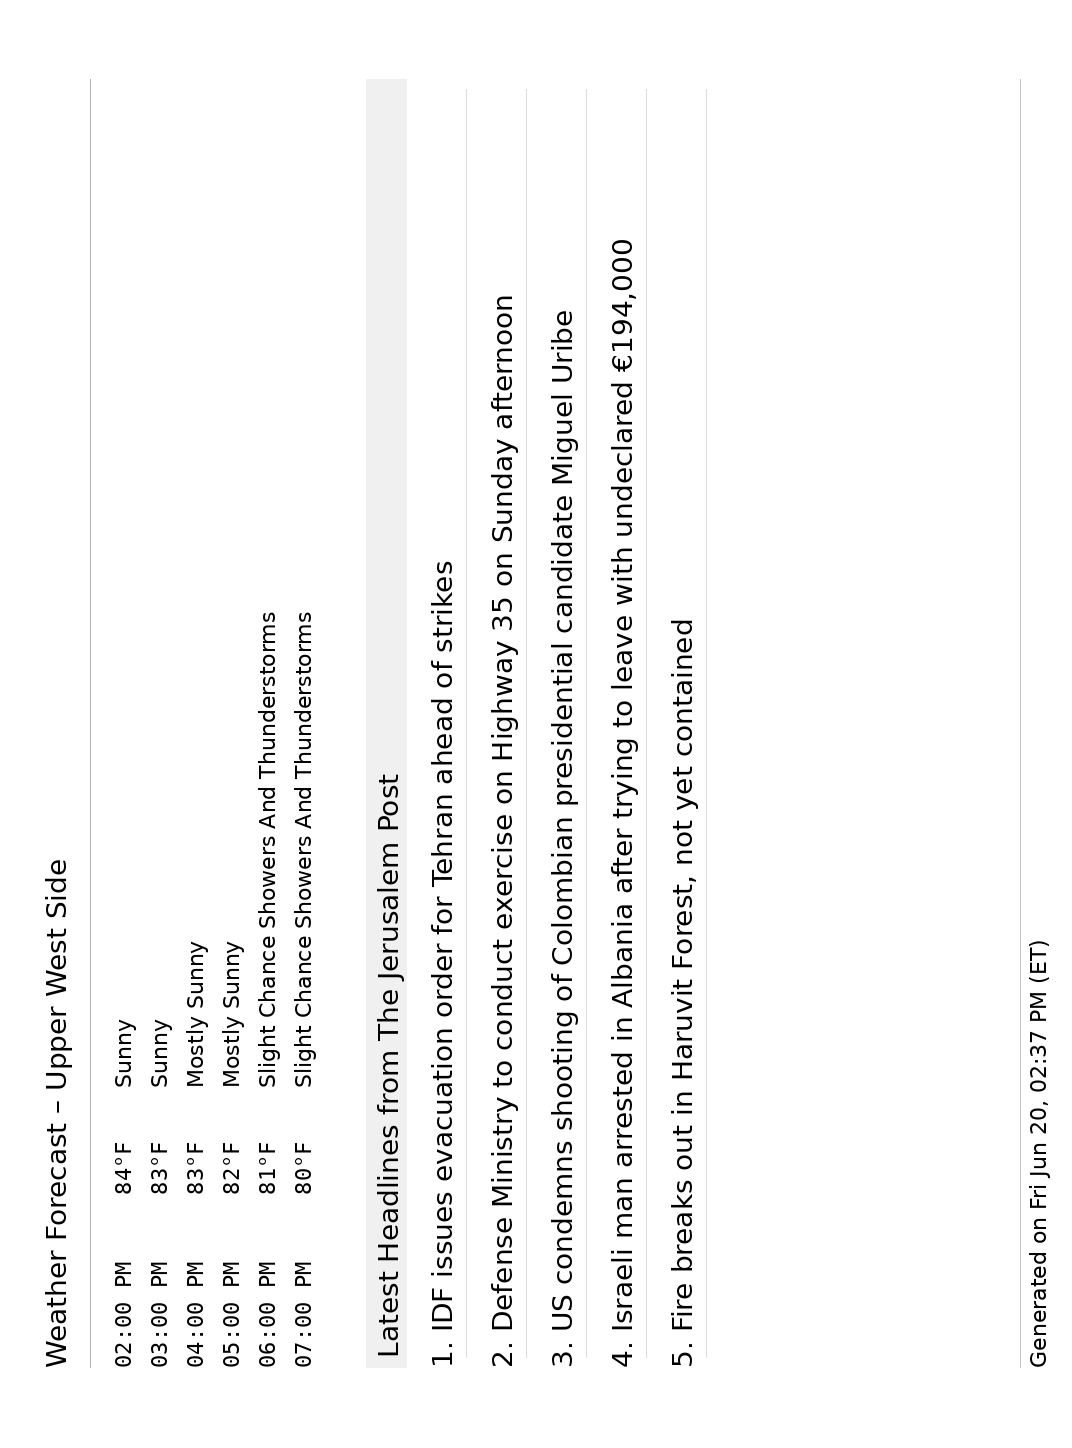 Weather Forecast – Upper West Side
02:00 PM 84°F Sunny
03:00 PM 83°F Sunny
04:00 PM 83°F Mostly Sunny
05:00 PM 82°F Mostly Sunny
06:00 PM 81°F Slight Chance Showers And Thunderstorms
07:00 PM 80°F Slight Chance Showers And Thunderstorms
Latest Headlines from The Jerusalem Post
1. IDF issues evacuation order for Tehran ahead of strikes
2. Defense Ministry to conduct exercise on Highway 35 on Sunday afternoon
3. US condemns shooting of Colombian presidential candidate Miguel Uribe
4. Israeli man arrested in Albania after trying to leave with undeclared €194,000
5. Fire breaks out in Haruvit Forest, not yet contained
Generated on Fri Jun 20, 02:37 PM (ET)